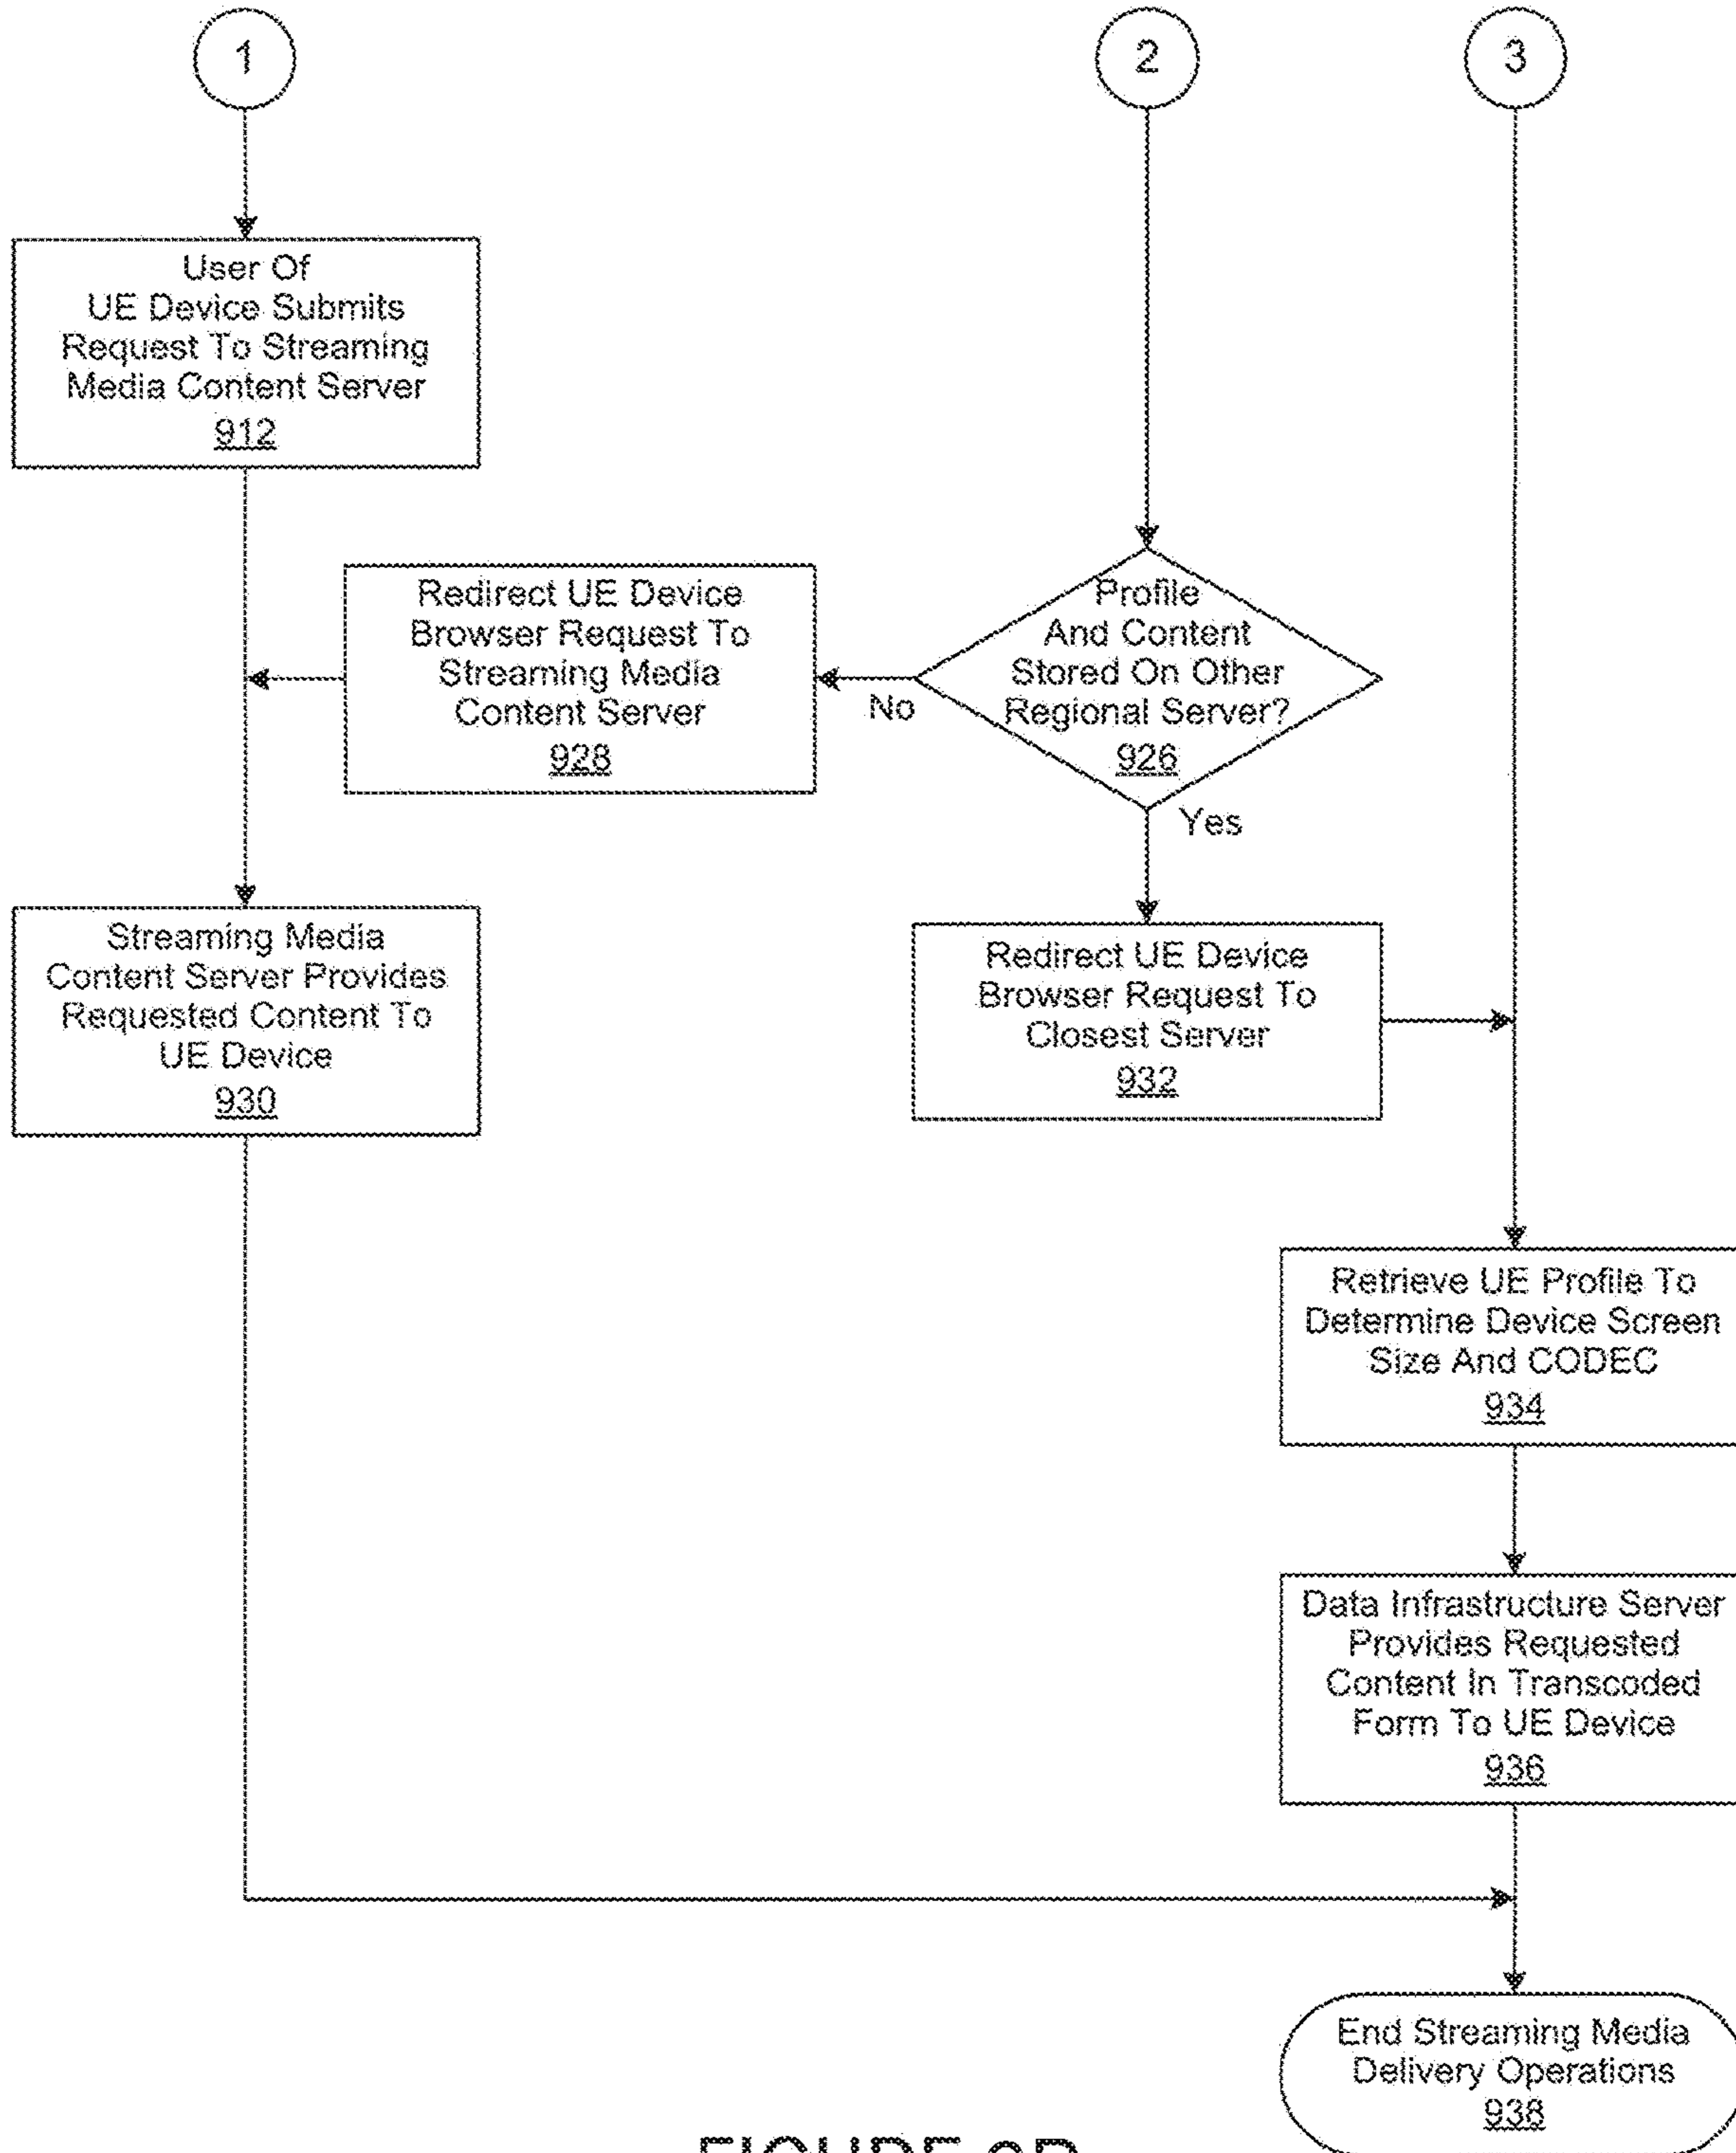 1
2
3
User Of
UE Device Submits
Request To Streaming
Media Content Server
912
Redirect UE Device
Browser Request To
Streaming Media
Content Server
928
No
Profile
And Content
Stored On Other
Regional Server?
926
Yes
Streaming Media
Content Server Provides
Requested Content To
UE Device
930
Redirect UE Device
Browser Request To
Closest Server
932
Retrieve UE Profile To
Determine Device Screen
Size And CODEC
934
Data Infrastructure Server
Provides Requested
Content In Transcoded
Form To UE Device
936
End Streaming Media
Delivery Operations
938